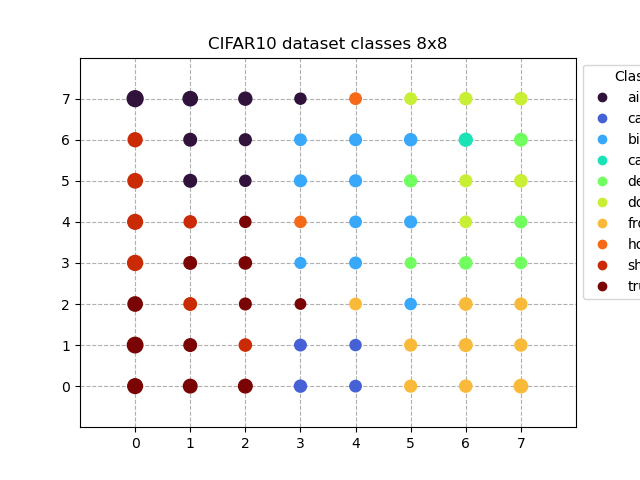 CIFAR10 dataset classes 8x8
7
6
5
4
3
2
1
0
0 1 2 3 4 5 6 7
Clas
ai
ca
bi
ca
de
do
fro
ho
sh
tru